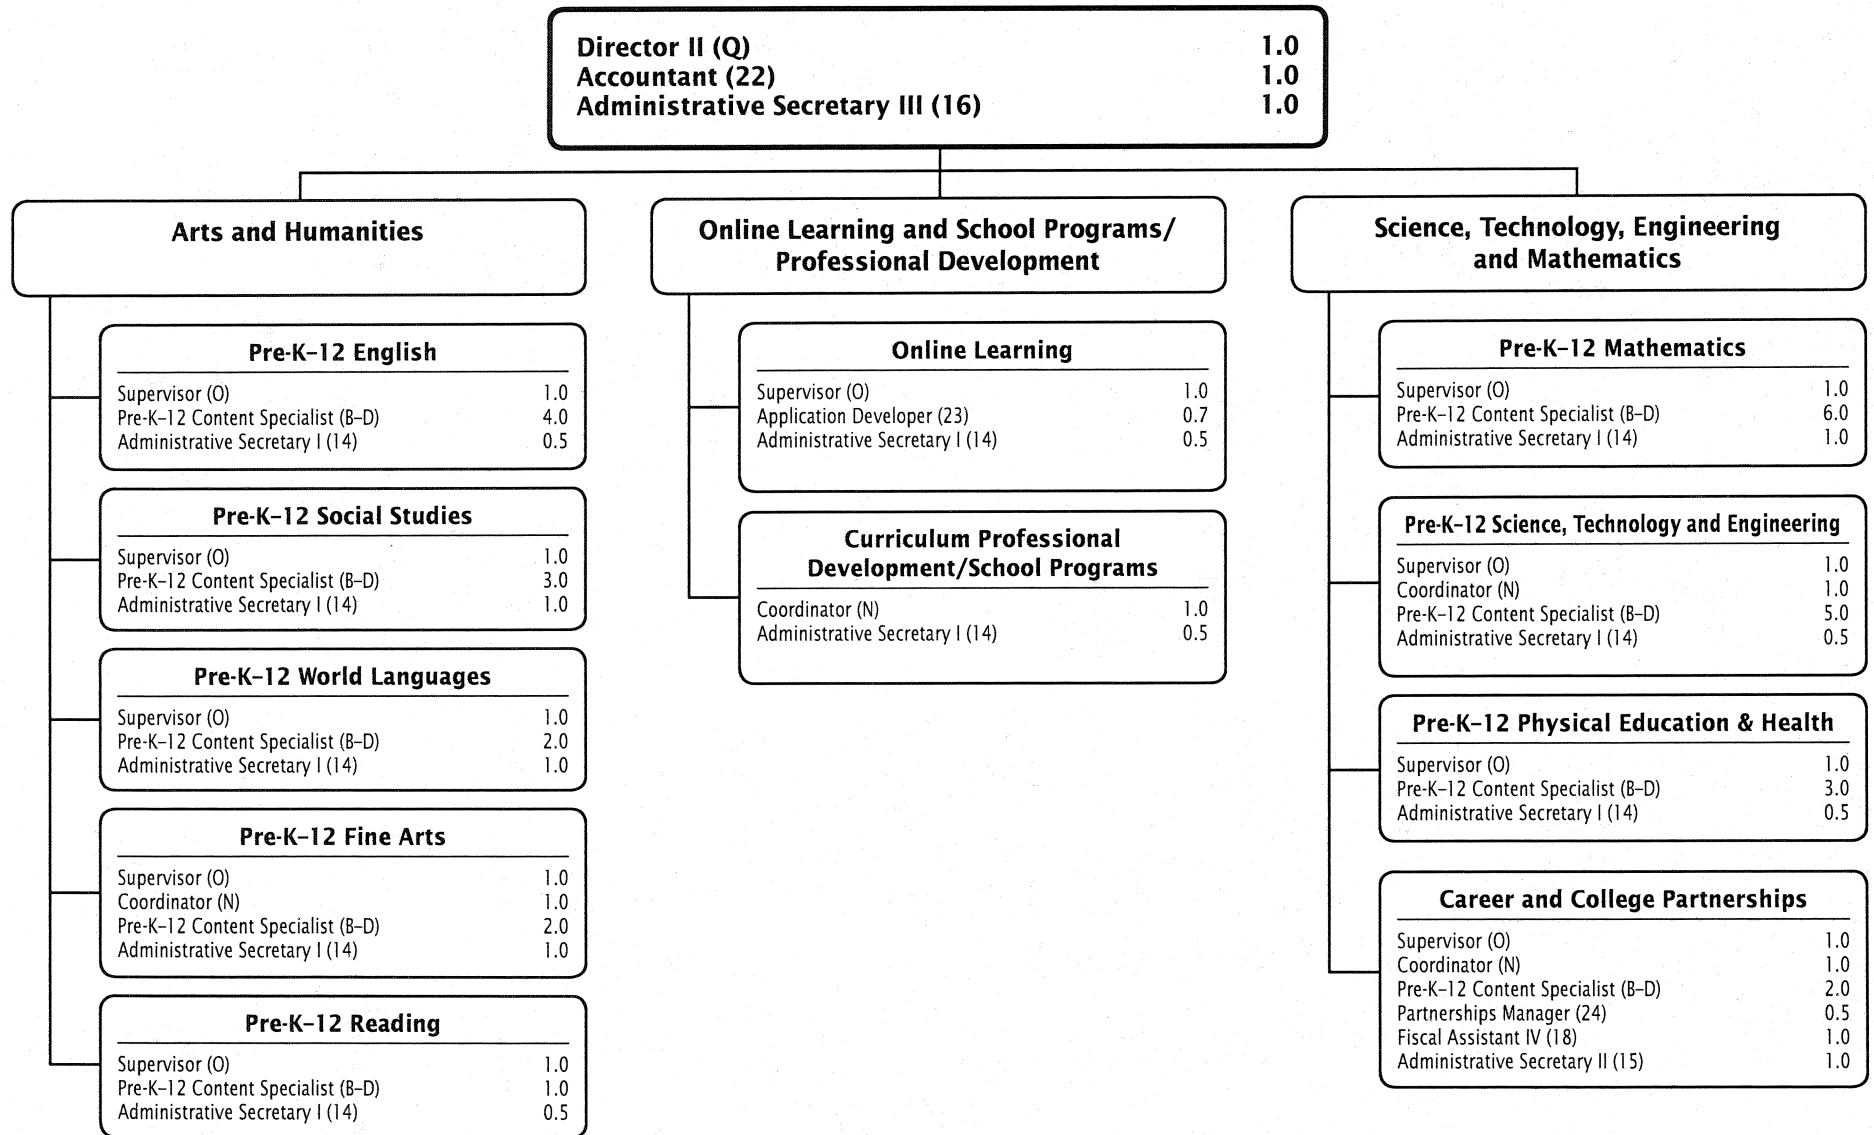 Director II (Q) 1.0
Accountant (22) 1.0
Administrative Secretary III (16) 1.0
Arts and Humanities
Pre-K–12 English
Supervisor (O) 1.0
Pre-K–12 Content Specialist (B–D) 4.0
Administrative Secretary I (14) 0.5
Pre-K–12 Social Studies
Supervisor (O) 1.0
Pre-K–12 Content Specialist (B–D) 3.0
Administrative Secretary I (14) 1.0
Pre-K–12 World Languages
Supervisor (O) 1.0
Pre-K–12 Content Specialist (B–D) 2.0
Administrative Secretary I (14) 1.0
Pre-K–12 Fine Arts
Supervisor (O) 1.0
Coordinator (N) 1.0
Pre-K–12 Content Specialist (B–D) 2.0
Administrative Secretary I (14) 1.0
Pre-K–12 Reading
Supervisor (O) 1.0
Pre-K–12 Content Specialist (B–D) 1.0
Administrative Secretary I (14) 0.5
Online Learning and School Programs/
Professional Development
Online Learning
Supervisor (O) 1.0
Application Developer (23) 0.7
Administrative Secretary I (14) 0.5
Curriculum Professional
Development/School Programs
Coordinator (N) 1.0
Administrative Secretary I (14) 0.5
Science, Technology, Engineering
and Mathematics
Pre-K–12 Mathematics
Supervisor (O) 1.0
Pre-K–12 Content Specialist (B–D) 6.0
Administrative Secretary I (14) 1.0
Pre-K–12 Science, Technology and Engineering
Supervisor (O) 1.0
Coordinator (N) 1.0
Pre-K–12 Content Specialist (B–D) 5.0
Administrative Secretary I (14) 0.5
Pre-K–12 Physical Education & Health
Supervisor (O) 1.0
Pre-K–12 Content Specialist (B–D) 3.0
Administrative Secretary I (14) 0.5
Career and College Partnerships
Supervisor (O) 1.0
Coordinator (N) 1.0
Pre-K–12 Content Specialist (B–D) 2.0
Partnerships Manager (24) 0.5
Fiscal Assistant IV (18) 1.0
Administrative Secretary II (15) 1.0